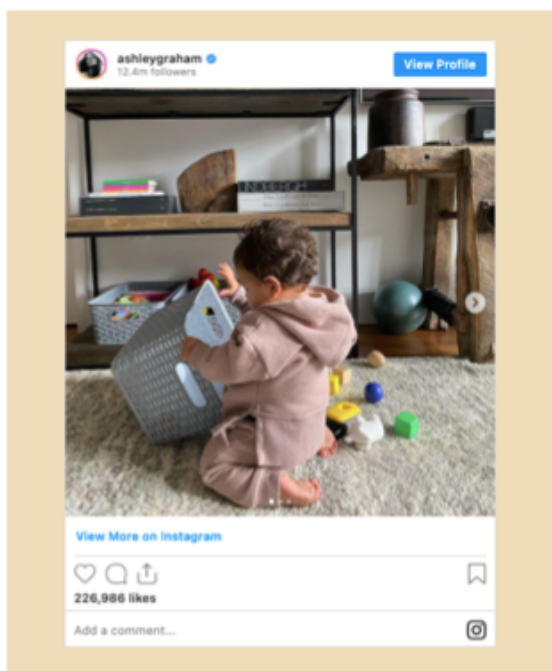 ashleygraham
12.4m followers
View Profile
View More on Instagram
226,986 likes
Add a comment...